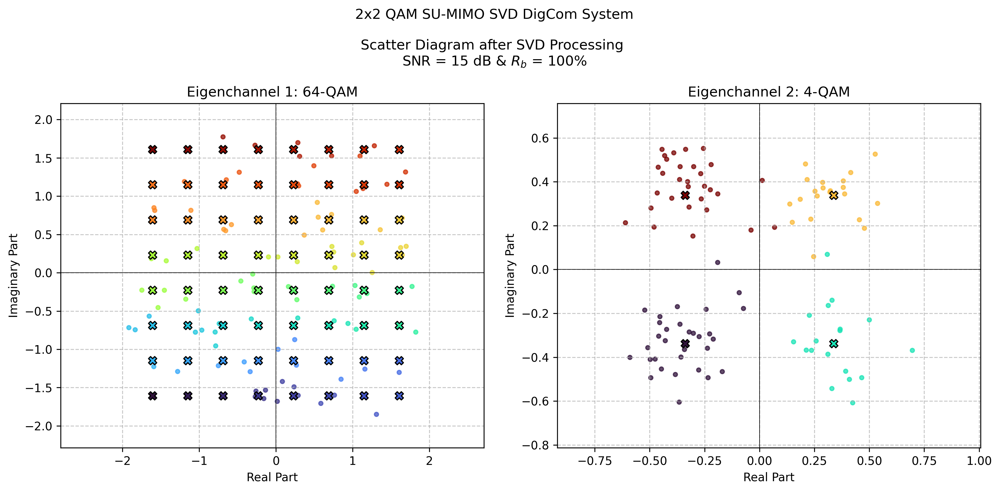 2x2 QAM SU-MIMO SVD DigCom System
Scatter Diagram after SVD Processing
SNR = 15 dB & R_b = 100%
Eigenchannel 1: 64-QAM
Imaginary Part
2.0
1.5
1.0
0.5
0.0
−0.5
−1.0
−1.5
−2.0
−2 −1 0 1 2
Real Part
Eigenchannel 2: 4-QAM
Imaginary Part
0.6
0.4
0.2
0.0
−0.2
−0.4
−0.6
−0.8
−0.75 −0.50 −0.25 0.00 0.25 0.50 0.75 1.00
Real Part